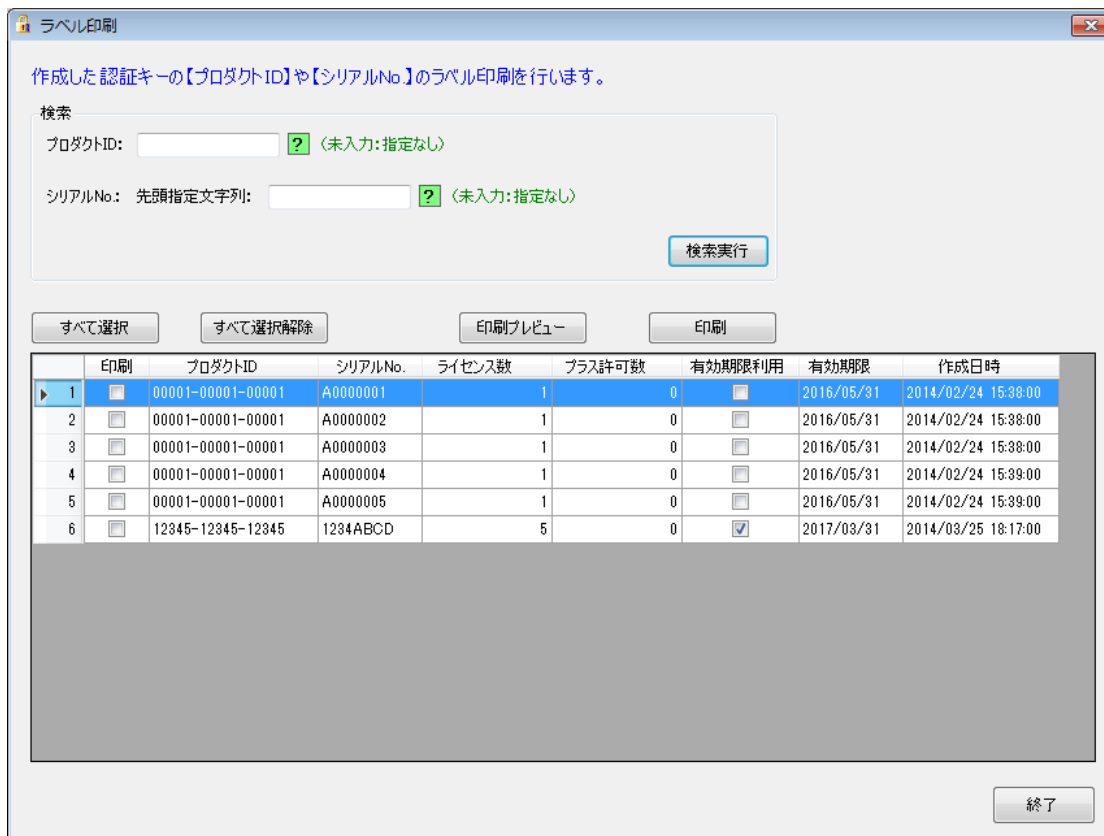 ラベル印刷
作成した認証キーの【プロダクトID】や【シリアルNo.】のラベル印刷を行います。
検索
プロダクトID: ? (未入力:指定なし)
シリアルNo.: 先頭指定文字列: ? (未入力:指定なし)
検索実行
すべて選択 すべて選択解除 印刷プレビュー 印刷
印刷 プロダクトID シリアルNo. ライセンス数 プラス許可数 有効期限利用 有効期限 作成日時
1 00001-00001-00001 A0000001 1 0 2016/05/31 2014/02/24 15:38:00
2 00001-00001-00001 A0000002 1 0 2016/05/31 2014/02/24 15:38:00
3 00001-00001-00001 A0000003 1 0 2016/05/31 2014/02/24 15:38:00
4 00001-00001-00001 A0000004 1 0 2016/05/31 2014/02/24 15:39:00
5 00001-00001-00001 A0000005 1 0 2016/05/31 2014/02/24 15:39:00
6 12345-12345-12345 1234ABCD 5 0 2017/03/31 2014/03/25 18:17:00
終了